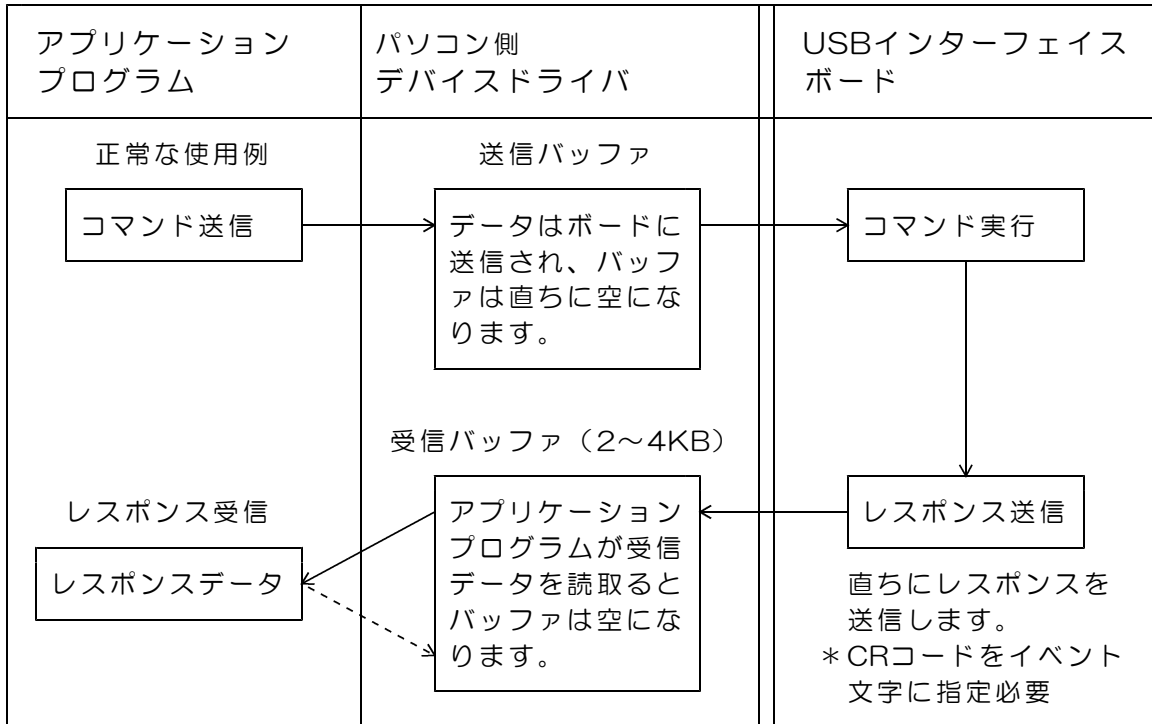 アプリケーション
プログラム
パソコン側
デバイスドライバ
USBインターフェイス
ボード
正常な使用例
コマンド送信
送信バッファ
データはボードに
送信され、バッフ
ァは直ちに空にな
ります。
コマンド実行
受信バッファ（2～4KB）
レスポンス受信
レスポンスデータ
アプリケーション
プログラムが受信
データを読取ると
バッファは空にな
ります。
レスポンス送信
直ちにレスポンスを
送信します。
＊CRコードをイベント
文字に指定必要